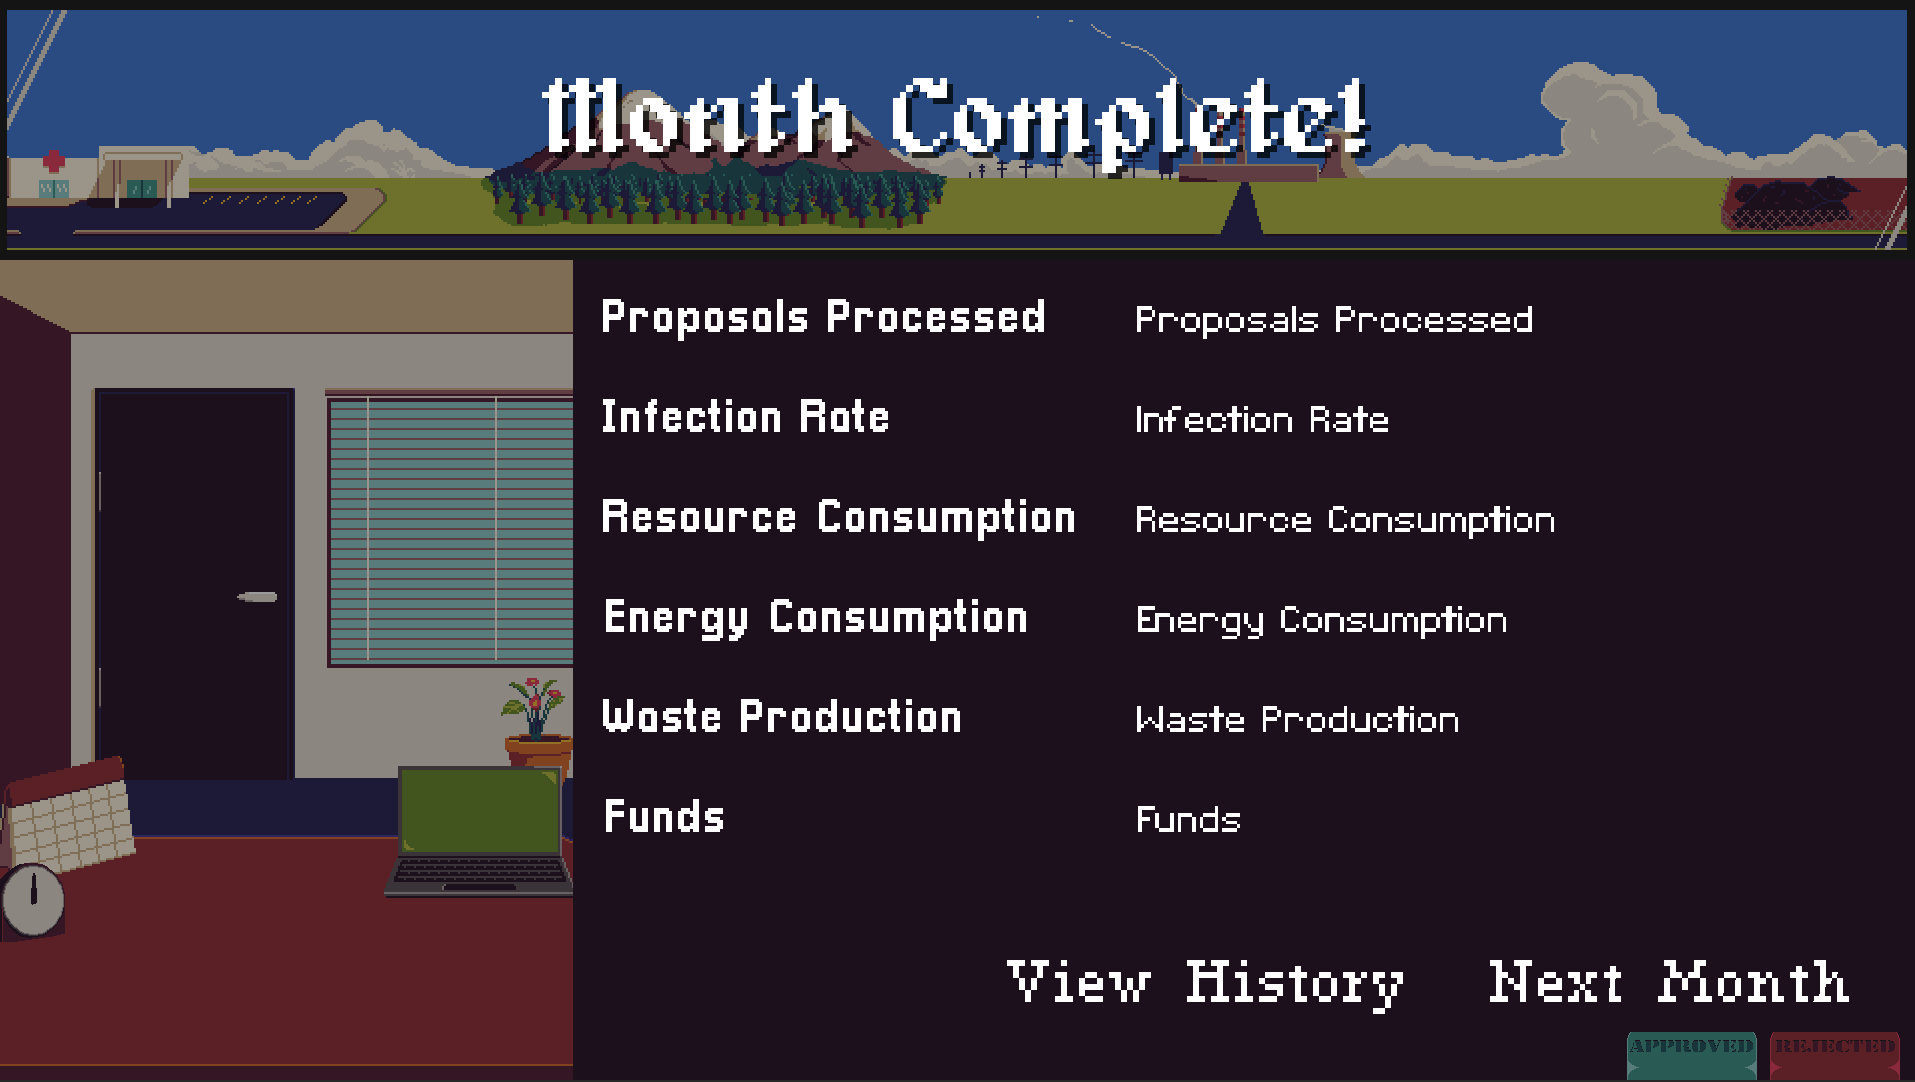 Month Complete!
Proposals Processed Proposals Processed
Infection Rate Infection Rate
Resource Consumption Resource Consumption
Energy Consumption Energy Consumption
Waste Production Waste Production
Funds Funds
View History Next Month
APPROVED REJECTED